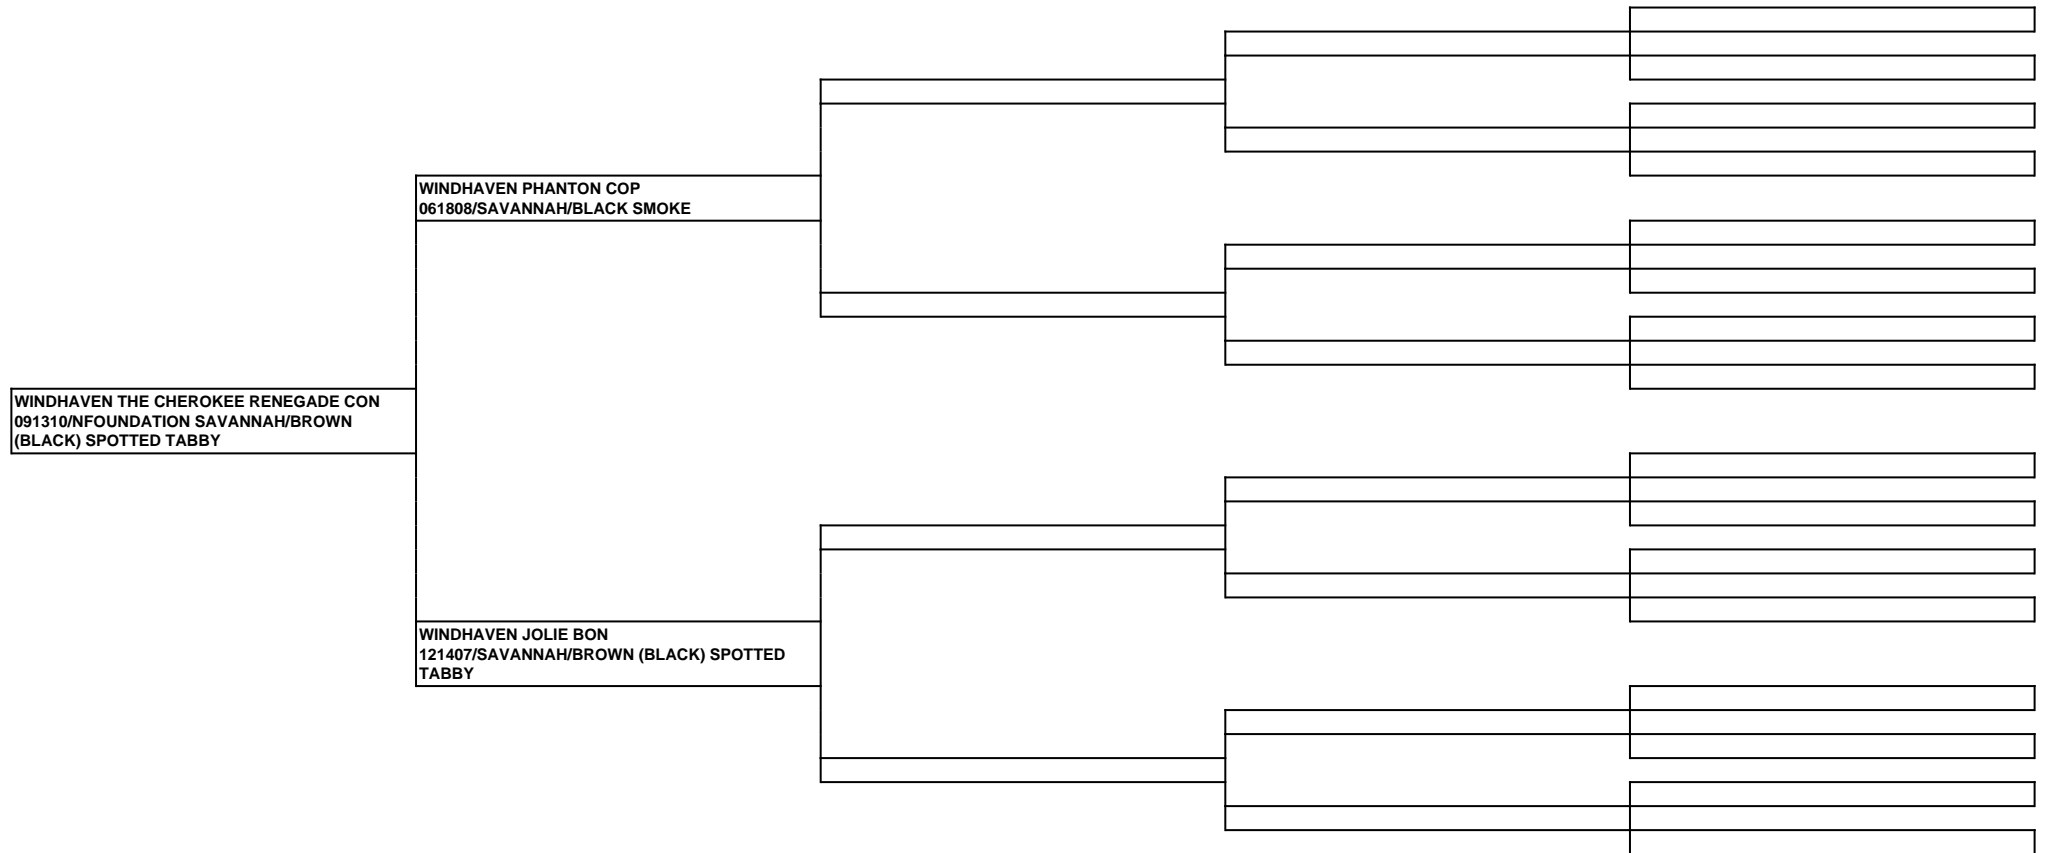 WINDHAVEN PHANTON COP
061808/SAVANNAH/BLACK SMOKE
WINDHAVEN THE CHEROKEE RENEGADE CON
091310/NFOUNDATION SAVANNAH/BROWN
(BLACK) SPOTTED TABBY
WINDHAVEN JOLIE BON
121407/SAVANNAH/BROWN (BLACK) SPOTTED
TABBY